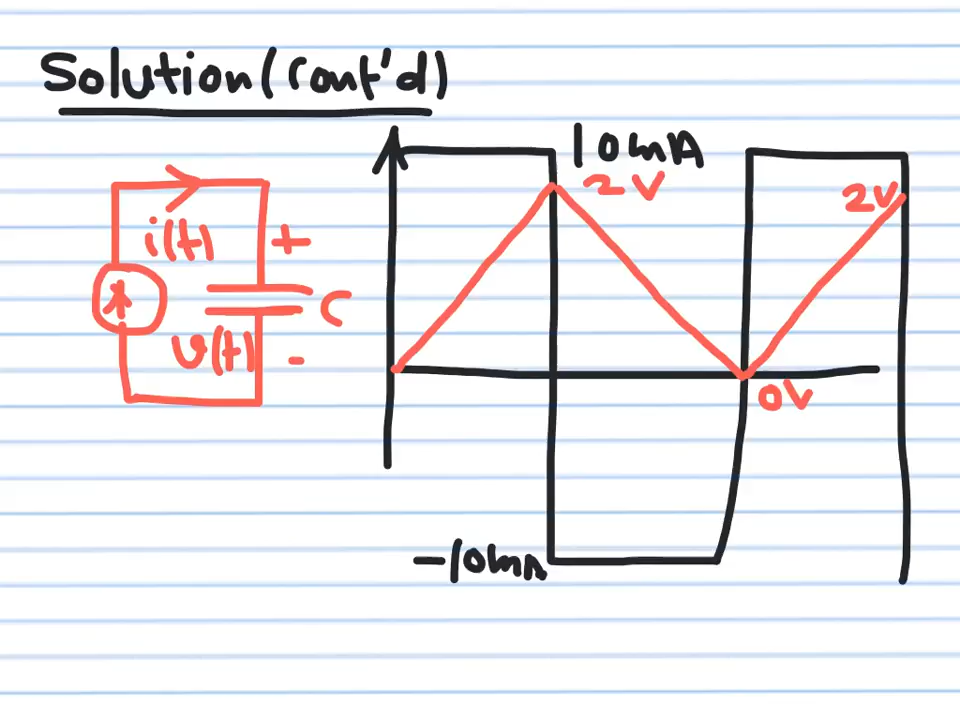 Solution (Cont'd)
10mA
2V
2V
i(t)
+
C
v(t)
-
0V
-10mA